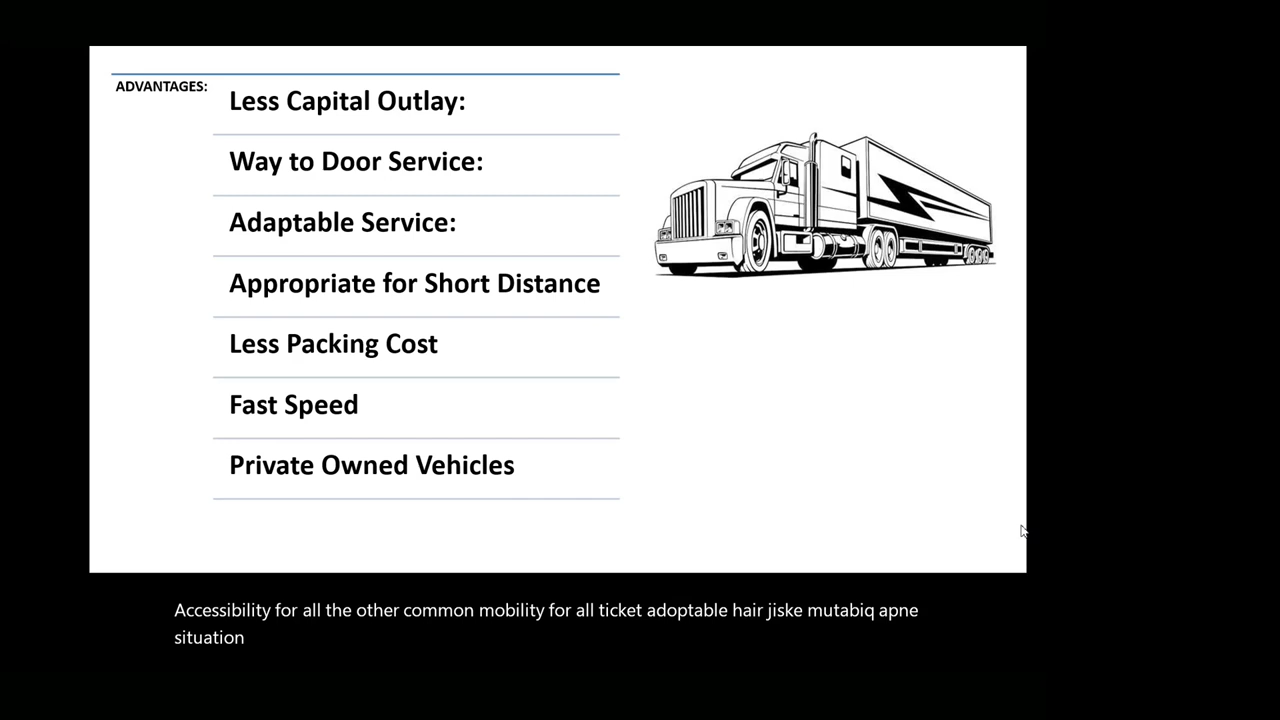 ADVANTAGES:
Less Capital Outlay:
Way to Door Service:
Adaptable Service:
Appropriate for Short Distance
Less Packing Cost
Fast Speed
Private Owned Vehicles
Accessibility for all the other common mobility for all ticket adoptable hair jiske mutabiq apne
situation